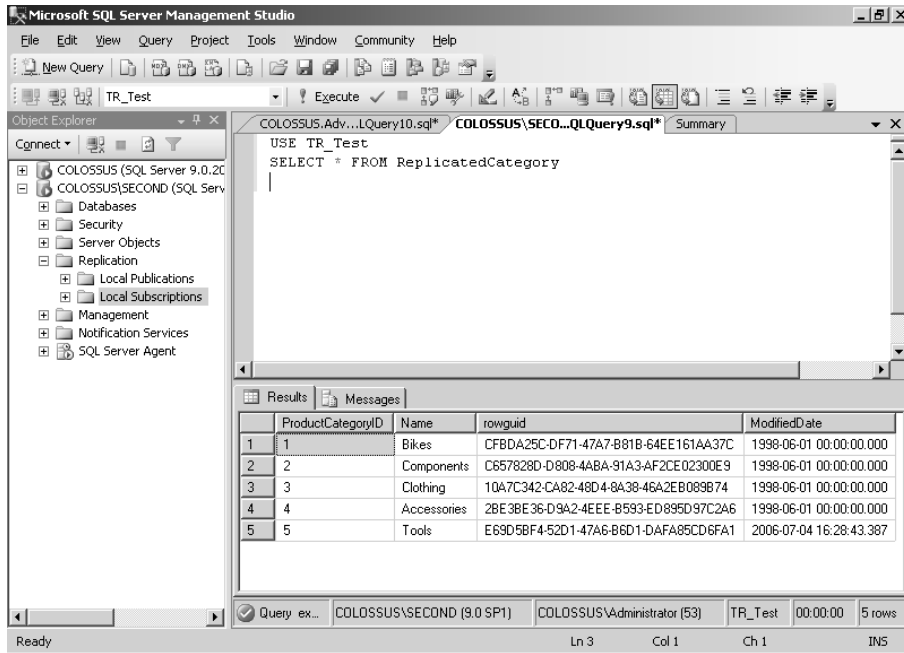 Microsoft SQL Server Management Studio
File Edit View Query Project Tools Window Community Help
New Query
TR_Test Execute
Object Explorer
COLOSSUS.Adv...LQuery10.sql* COLOSSUS\SECO...QLQuery9.sql* Summary
Connect
COLOSSUS (SQL Server 9.0.20
COLOSSUS\SECOND (SQL Serv
Databases
Security
Server Objects
Replication
Local Publications
Local Subscriptions
Management
Notification Services
SQL Server Agent
USE TR_Test
SELECT * FROM ReplicatedCategory
Results Messages
ProductCategoryID Name rowguid ModifiedDate
1 1 Bikes CFBDA25C-DF71-47A7-B81B-64EE161AA37C 1998-06-01 00:00:00.000
2 2 Components C657828D-D808-4ABA-91A3-AF2CE02300E9 1998-06-01 00:00:00.000
3 3 Clothing 10A7C342-CA82-48D4-8A38-46A2EB089B74 1998-06-01 00:00:00.000
4 4 Accessories 2BE3BE36-D9A2-4EEE-B593-ED895D97C2A6 1998-06-01 00:00:00.000
5 5 Tools E69D5BF4-52D1-47A6-B6D1-DAFA85CD6FA1 2006-07-04 16:28:43.387
Query ex... COLOSSUS\SECOND (9.0 SP1) COLOSSUS\Administrator (53) TR_Test 00:00:00 5 rows
Ready Ln 3 Col 1 Ch 1 INS